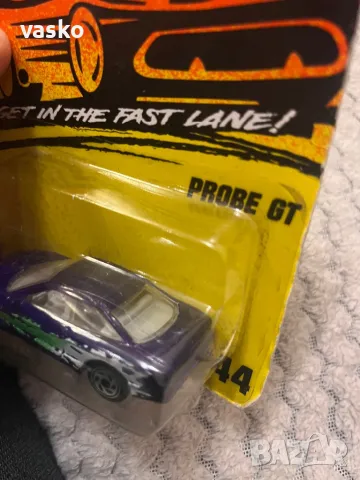 vasko
GET IN THE FAST LANE!
PROBE GT
44
BAZAR